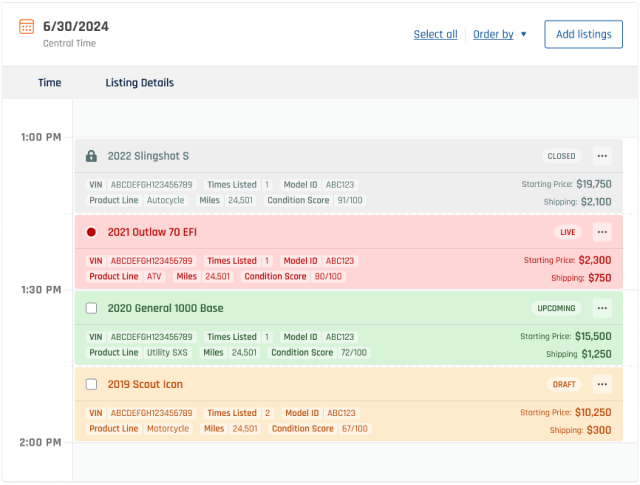 6/30/2024
Central Time
Select all
Order by
Add listings
Time Listing Details
1:00 PM
2022 Slingshot S CLOSED
VIN ABCDEFGH123456789 Times Listed 1 Model ID ABC123 Starting Price: $19,750
Product Line Autocycle Miles 24,501 Condition Score 91/100 Shipping: $2,100
2021 Outlaw 70 EFI LIVE
VIN ABCDEFGH123456789 Times Listed 1 Model ID ABC123 Starting Price: $2,300
Product Line ATV Miles 24,501 Condition Score 80/100 Shipping: $750
1:30 PM
2020 General 1000 Base UPCOMING
VIN ABCDEFGH123456789 Times Listed 1 Model ID ABC123 Starting Price: $15,500
Product Line Utility SXS Miles 24,501 Condition Score 72/100 Shipping $1,250
2019 Scout Icon DRAFT
VIN ABCDEFGH123456789 Times Listed 2 Model ID ABC123 Starting Price: $10,250
Product Line Motorcycle Miles 24,501 Condition Score 67/100 Shipping: $300
2:00 PM